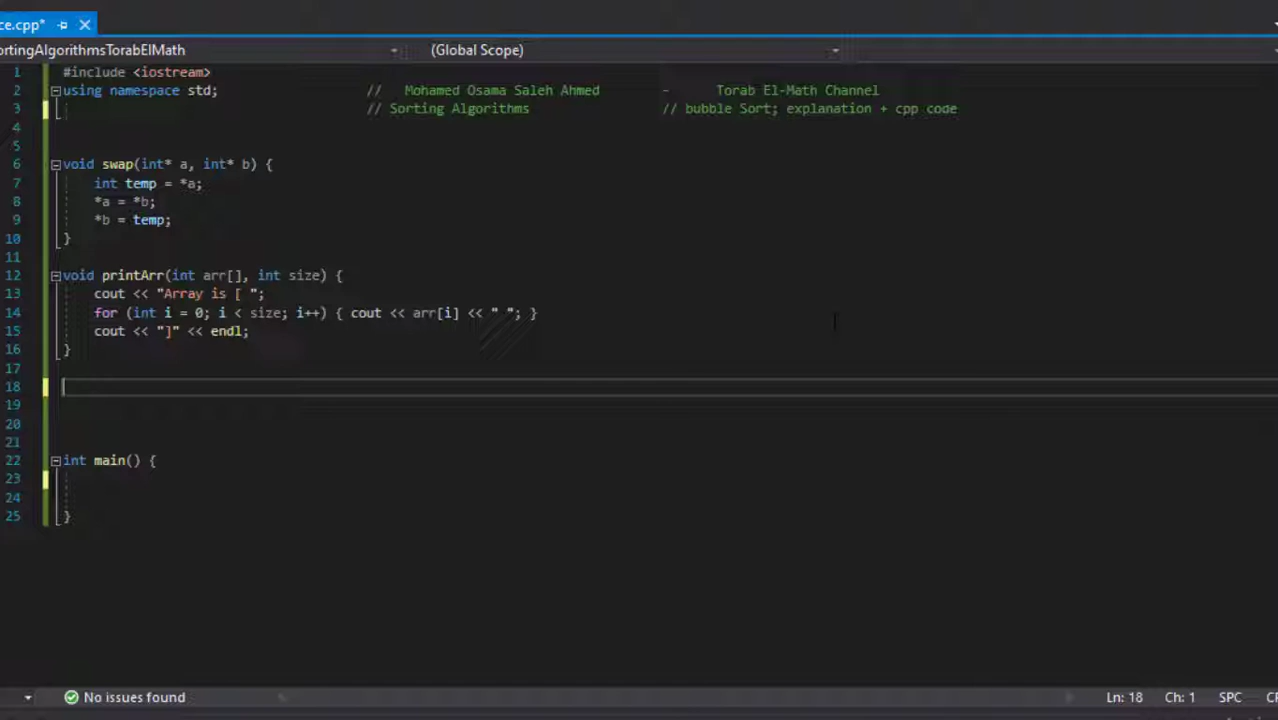 ce.cpp*
ortingAlgorithmsTorabElMath (Global Scope)
1 #include <iostream>
2 using namespace std; // Mohamed Osama Saleh Ahmed - Torab El-Math Channel
3 // Sorting Algorithms // bubble Sort; explanation + cpp code
4
5
6 void swap(int* a, int* b) {
7 int temp = *a;
8 *a = *b;
9 *b = temp;
10 }
11
12 void printArr(int arr[], int size) {
13 cout << "Array is [ ";
14 for (int i = 0; i < size; i++) { cout << arr[i] << " "; }
15 cout << "]" << endl;
16 }
17
18
19
20
21
22 int main() {
23
24
25 }
No issues found Ln: 18 Ch: 1 SPC